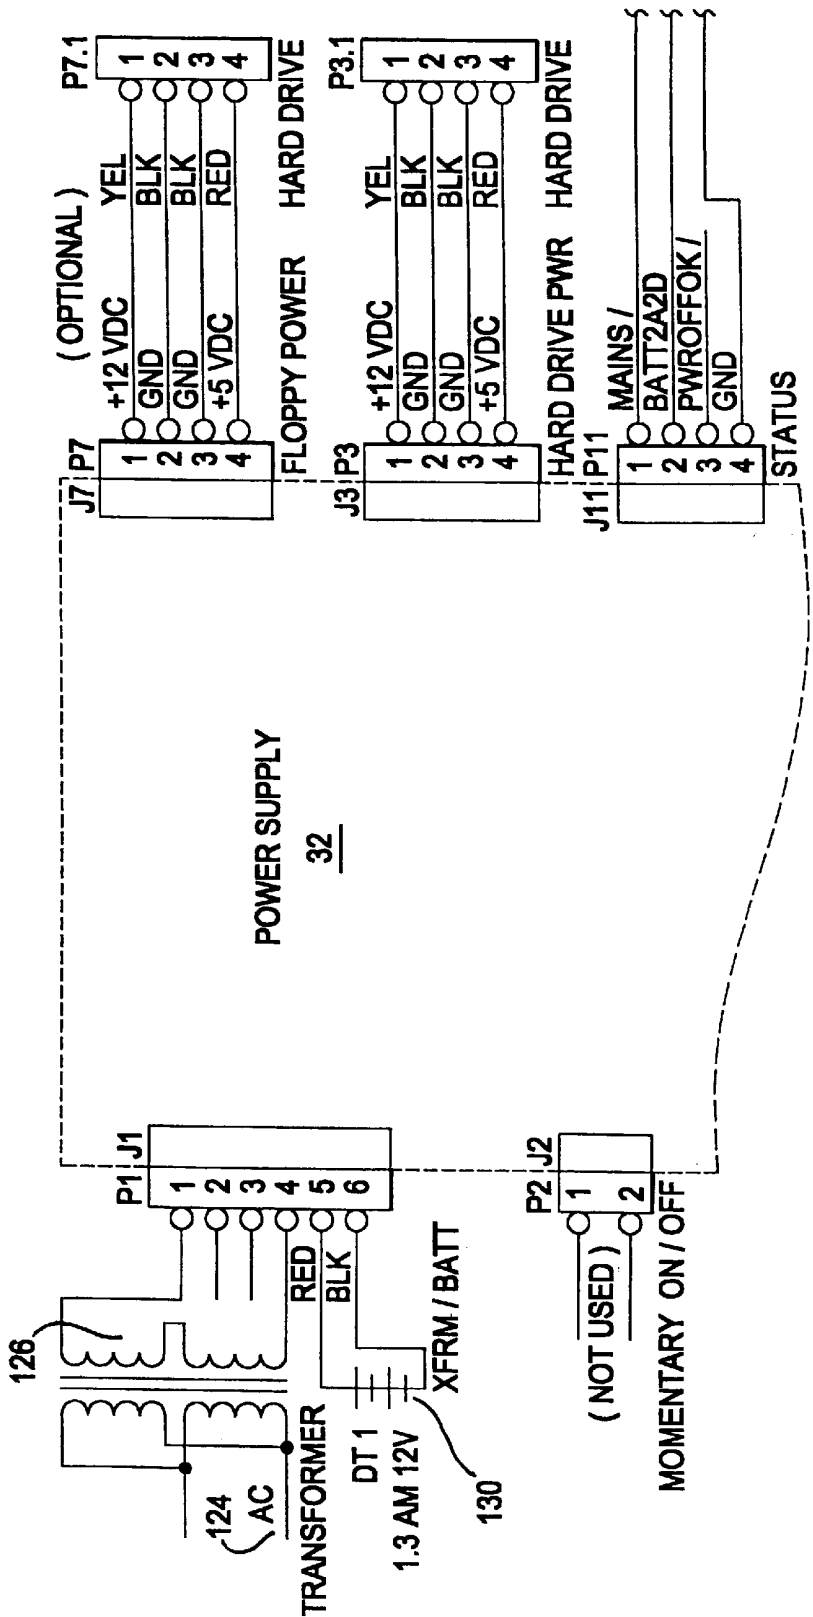 126
124
AC
TRANSFORMER
P1 J1
1
2
3
4
5
6
RED
BLK
XFRM / BATT
DT 1
1.3 AM 12V
130
P2 J2
1
2
( NOT USED )
MOMENTARY ON / OFF
POWER SUPPLY
32
( OPTIONAL )
J7 P7
1
2
3
4
+12 VDC
GND
GND
+5 VDC
YEL
BLK
BLK
RED
P7.1
1
2
3
4
FLOPPY POWER
HARD DRIVE
J3 P3
1
2
3
4
+12 VDC
GND
GND
+5 VDC
YEL
BLK
BLK
RED
P3.1
1
2
3
4
HARD DRIVE PWR
HARD DRIVE
J11 P11
1
2
3
4
MAINS /
BATT2A2D
PWROFFOK /
GND
STATUS